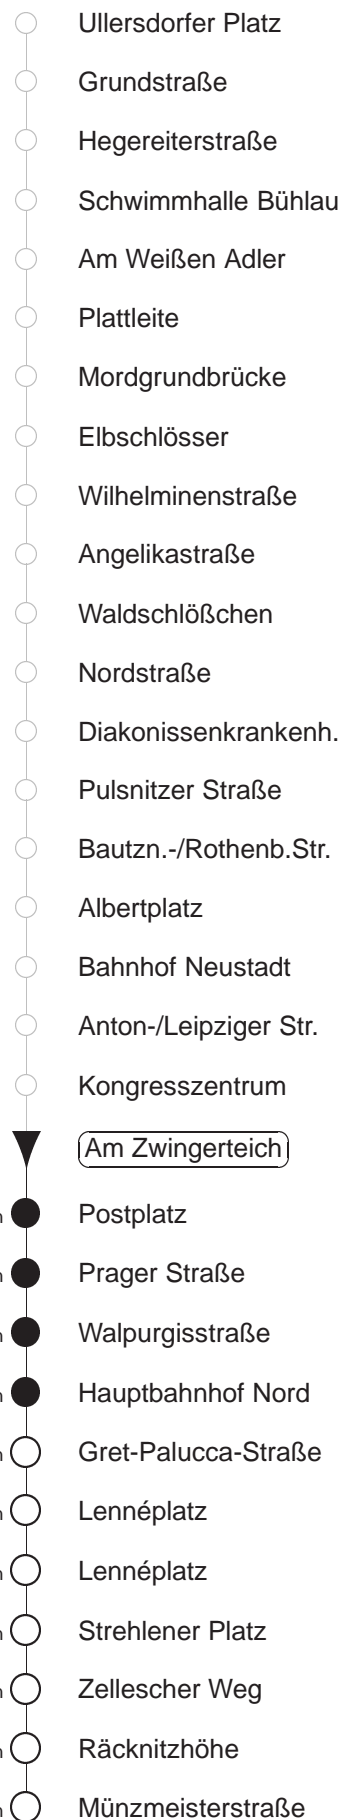 Ullersdorfer Platz
Grundstraße
Hegereiterstraße
Schwimmhalle Bühlau
Am Weißen Adler
Plattleite
Mordgrundbrücke
Elbschlösser
Wilhelminenstraße
Angelikastraße
Waldschlößchen
Nordstraße
Diakonissenkrankenh.
Pulsnitzer Straße
Bautzn.-/Rothenb.Str.
Albertplatz
Bahnhof Neustadt
Anton-/Leipziger Str.
Kongresszentrum
Am Zwingerteich
Postplatz
Prager Straße
Walpurgisstraße
Hauptbahnhof Nord
Gret-Palucca-Straße
Lennéplatz
Lennéplatz
Strehlener Platz
Zellescher Weg
Räcknitzhöhe
Münzmeisterstraße